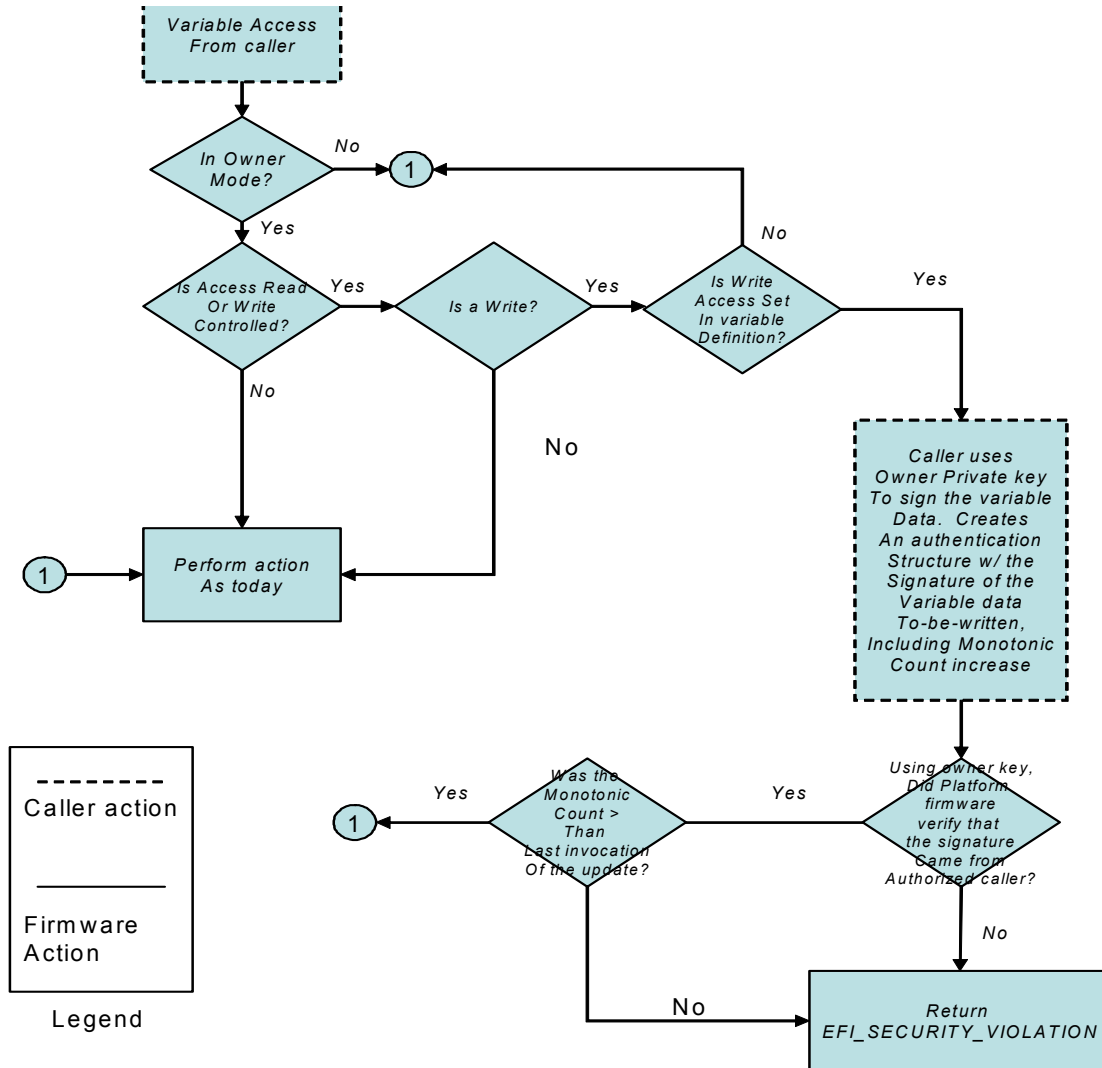 Variable Access
From caller
No
In Owner
Mode?
1
Yes
No
Is Access Read
Or Write
Controlled?
Yes
Is a Write?
Yes
Is Write
Access Set
In variable
Definition?
Yes
No
No
Caller uses
Owner Private key
To sign the variable
Data. Creates
An authentication
Structure w/ the
Signature of the
Variable data
To-be-written,
Including Monotonic
Count increase
1
Perform action
As today
Caller action
Firmware
Action
Legend
1
Yes
Was the
Monotonic
Count >
Than
Last invocation
Of the update?
Yes
Using owner key,
Did Platform
firmware
verify that
the signature
Came from
Authorized caller?
No
No
Return
EFI_SECURITY_VIOLATION